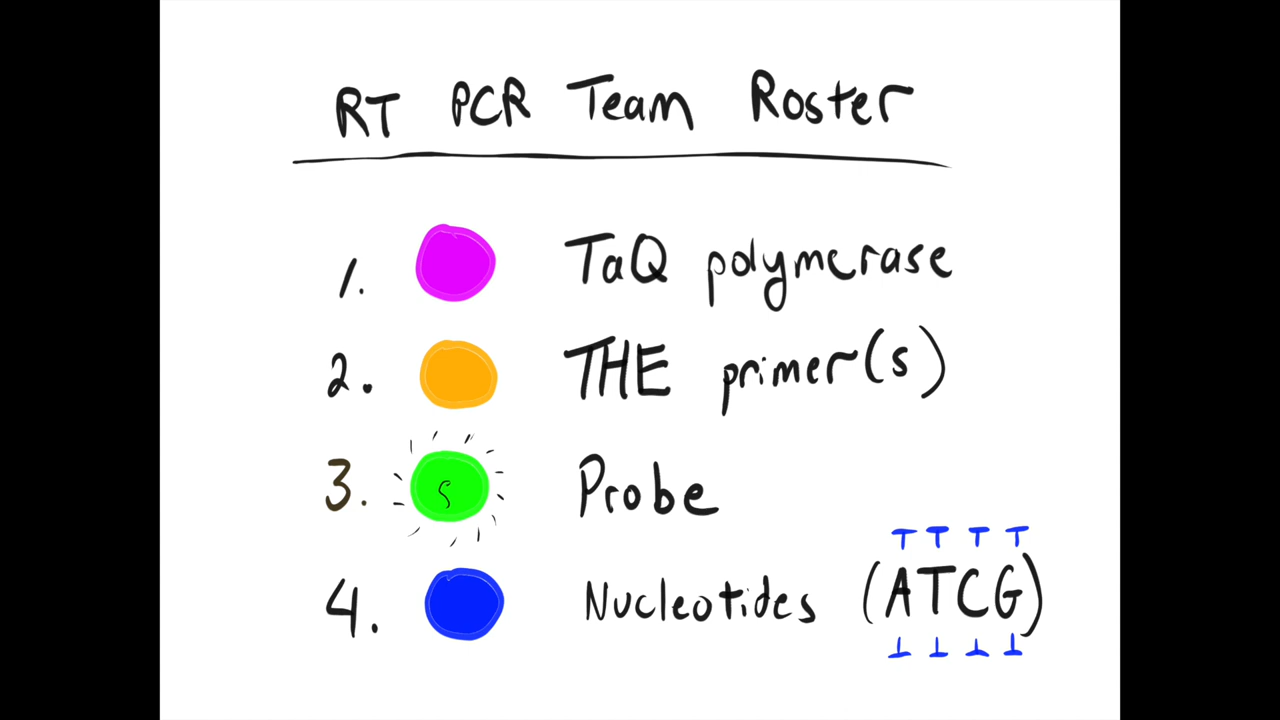 RT PCR Team Roster
1. TaQ polymerase
2. THE primer(s)
3. S Probe
T T T T
4. Nucleotides (ATCG)